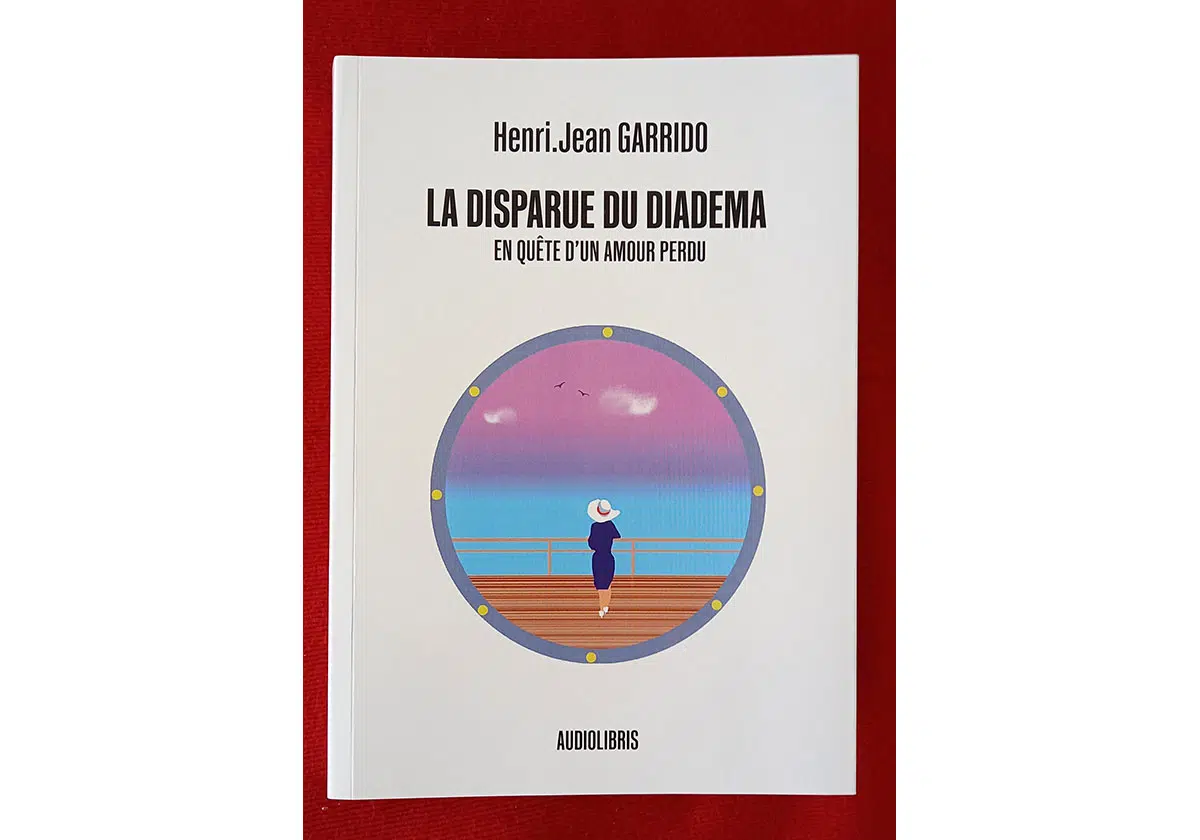 Henri.Jean GARRIDO
LA DISPARUE DU DIADEMA
EN QUÊTE D'UN AMOUR PERDU
AUDIOLIBRIS